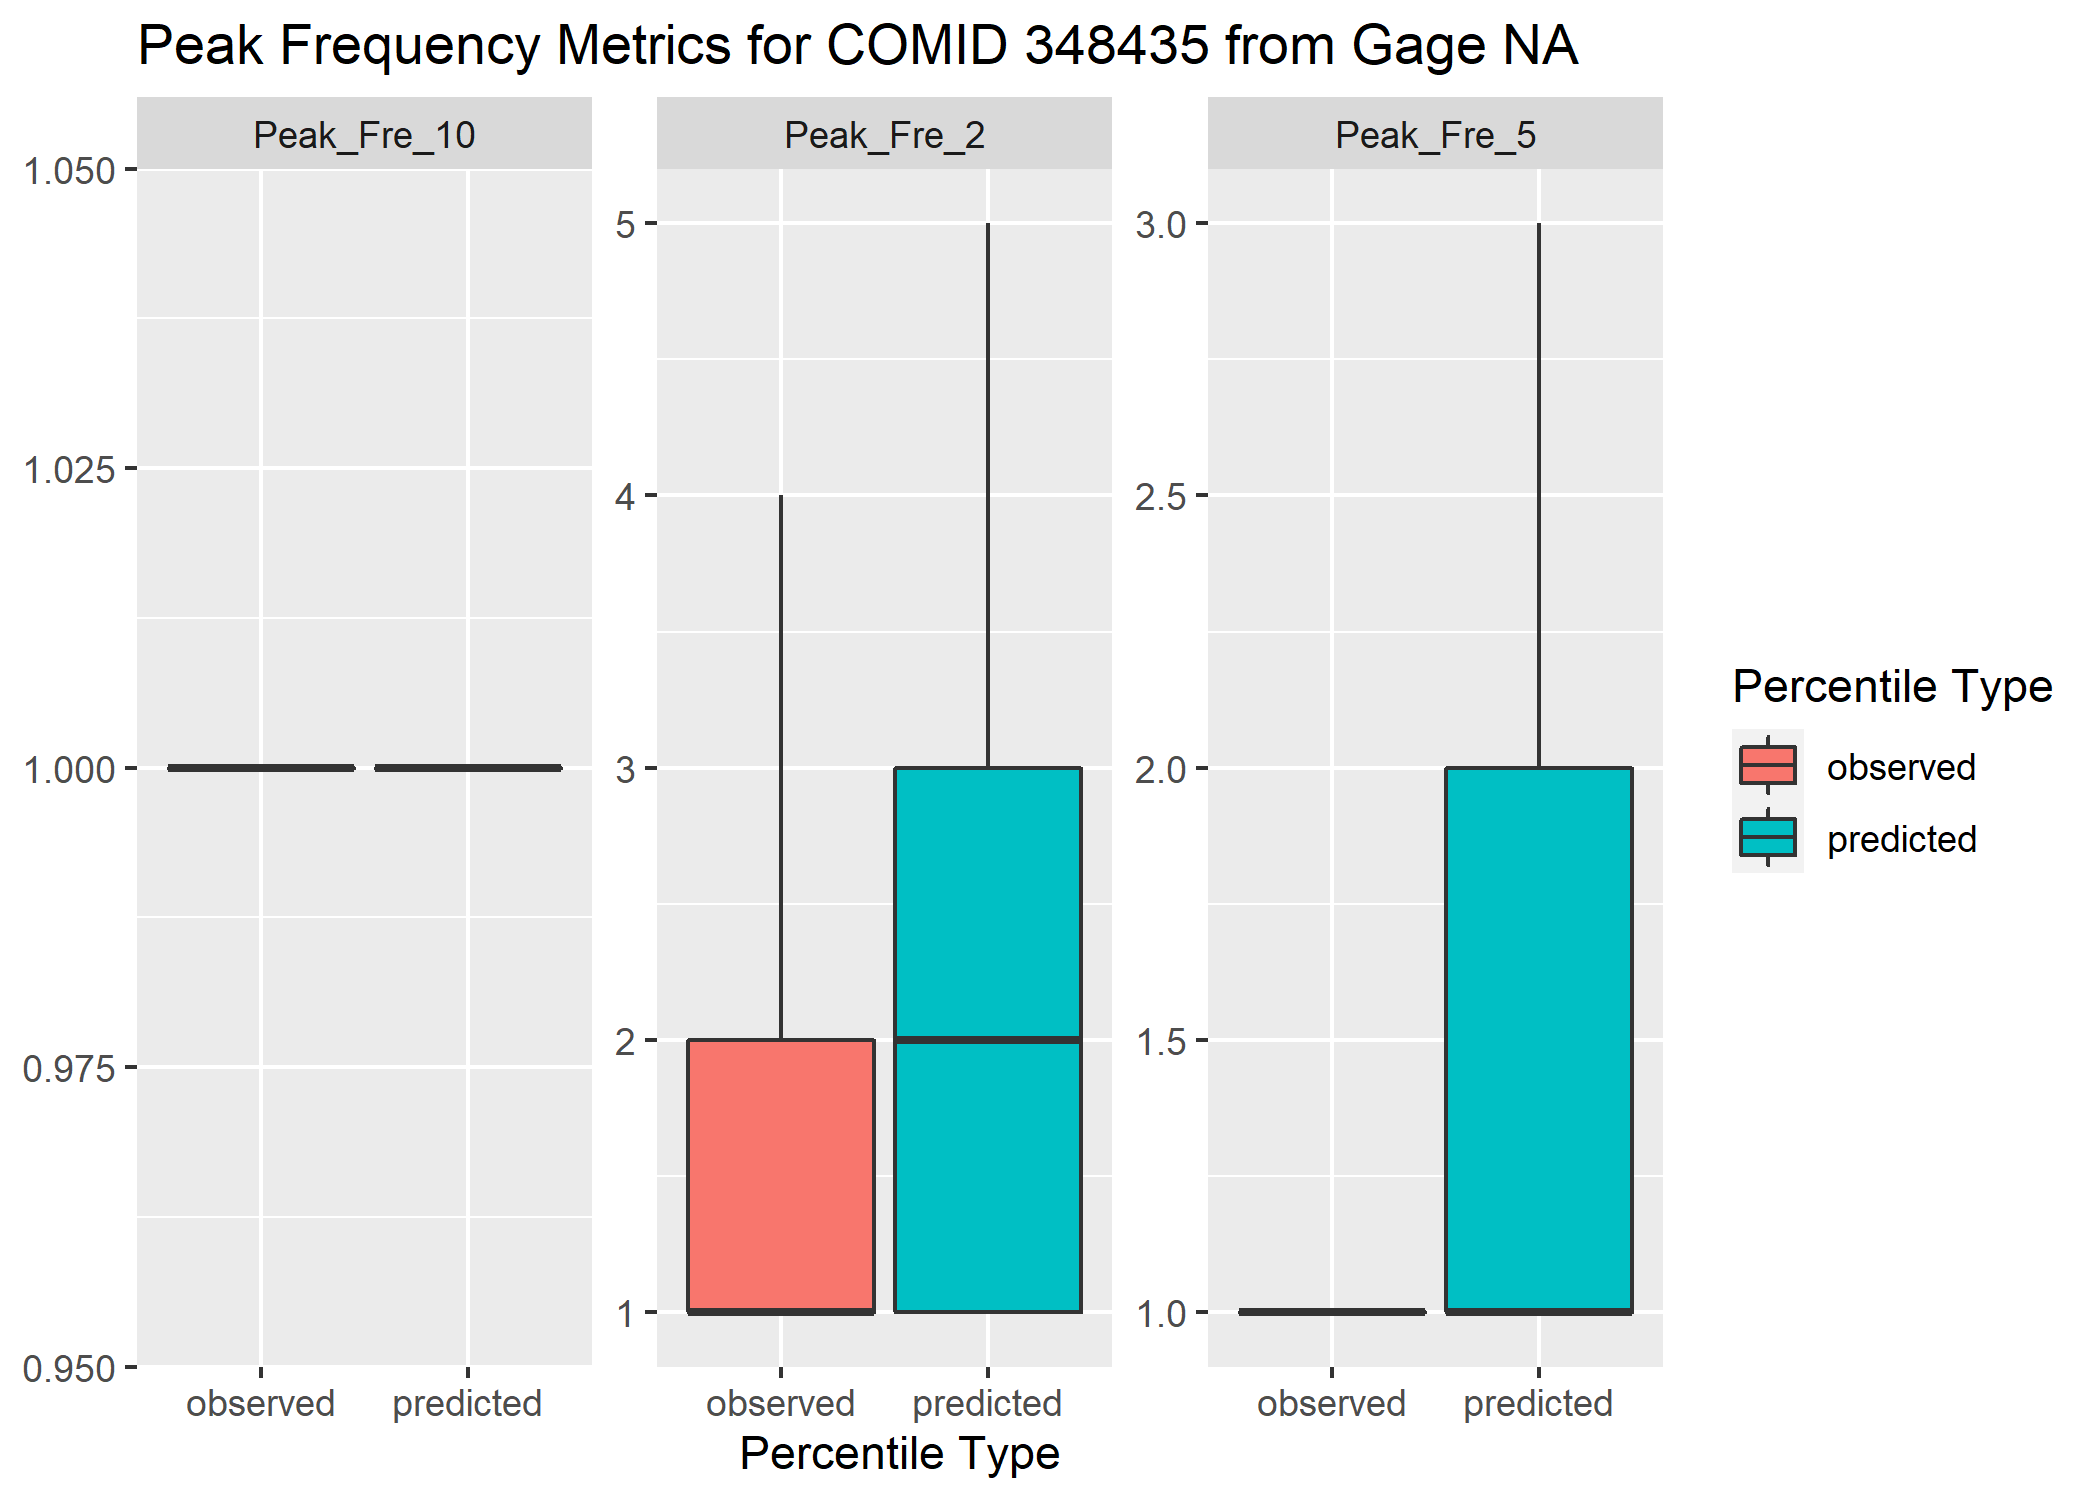 Peak Frequency Metrics for COMID 348435 from Gage NA
Peak_Fre_10
Peak_Fre_2
Peak_Fre_5
1.050
1.025
1.000
0.975
0.950
5
4
3
2
1
3.0
2.5
2.0
1.5
1.0
observed
predicted
observed
predicted
observed
predicted
Percentile Type
Percentile Type
observed
predicted